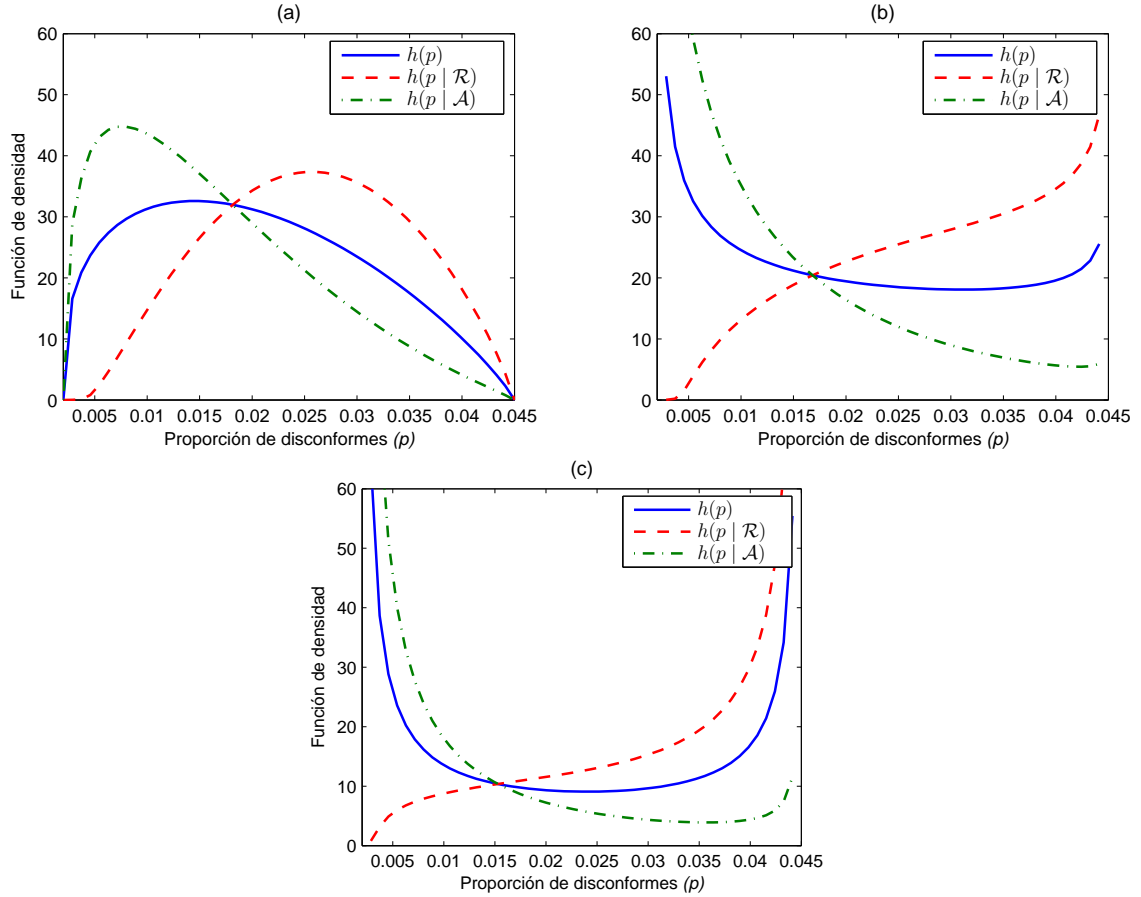 (a)
60
50
40
30
20
10
0
Función de densidad
h(p)
h(p | R)
h(p | A)
0.005 0.01 0.015 0.02 0.025 0.03 0.035 0.04 0.045
Proporción de disconformes (p)
(b)
60
50
40
30
20
10
0
h(p)
h(p | R)
h(p | A)
0.005 0.01 0.015 0.02 0.025 0.03 0.035 0.04 0.045
Proporción de disconformes (p)
(c)
60
50
40
30
20
10
0
Función de densidad
h(p)
h(p | R)
h(p | A)
0.005 0.01 0.015 0.02 0.025 0.03 0.035 0.04 0.045
Proporción de disconformes (p)